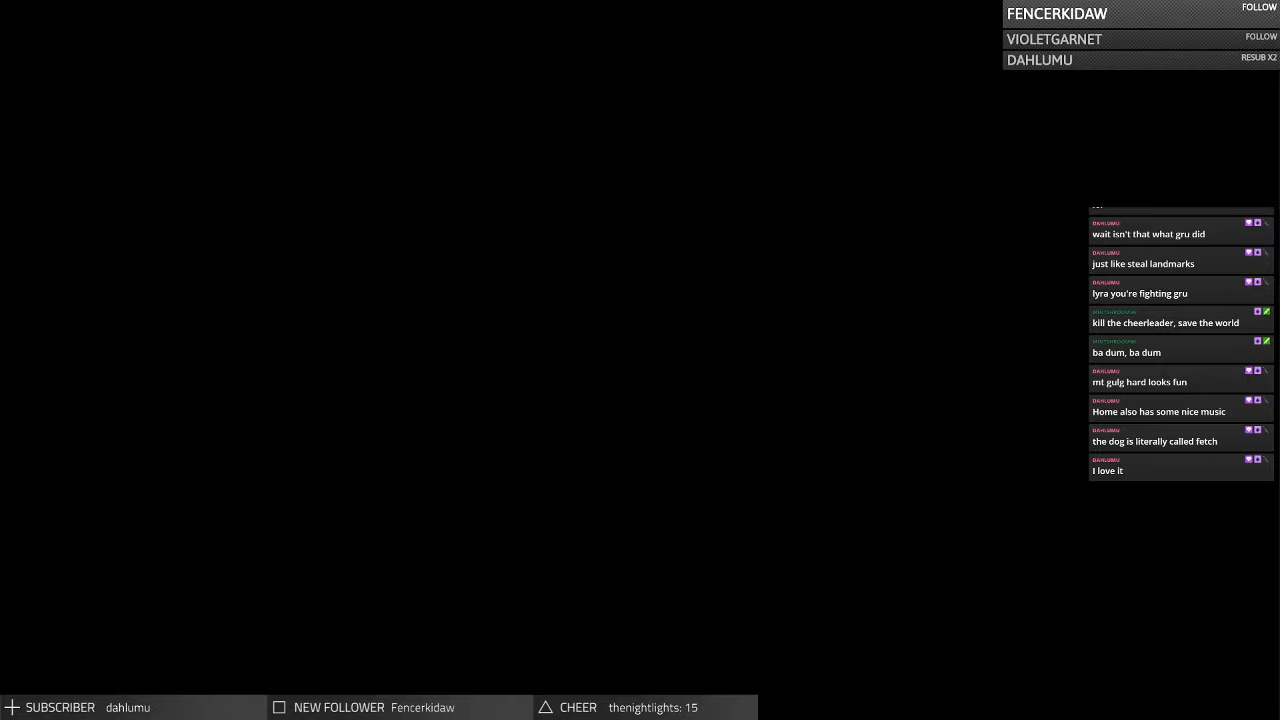 FENCERKIDAW FOLLOW
VIOLETGARNET FOLLOW
DAHLUMU RESUB X2
DAHLUMU
wait isn't that what gru did
DAHLUMU
just like steal landmarks
DAHLUMU
lyra you're fighting gru
MINTSHROOMIE
kill the cheerleader, save the world
MINTSHROOMIE
ba dum, ba dum
DAHLUMU
mt gulg hard looks fun
DAHLUMU
Home also has some nice music
DAHLUMU
the dog is literally called fetch
DAHLUMU
I love it
SUBSCRIBER dahlumu NEW FOLLOWER Fencerkidaw CHEER thenightlights: 15